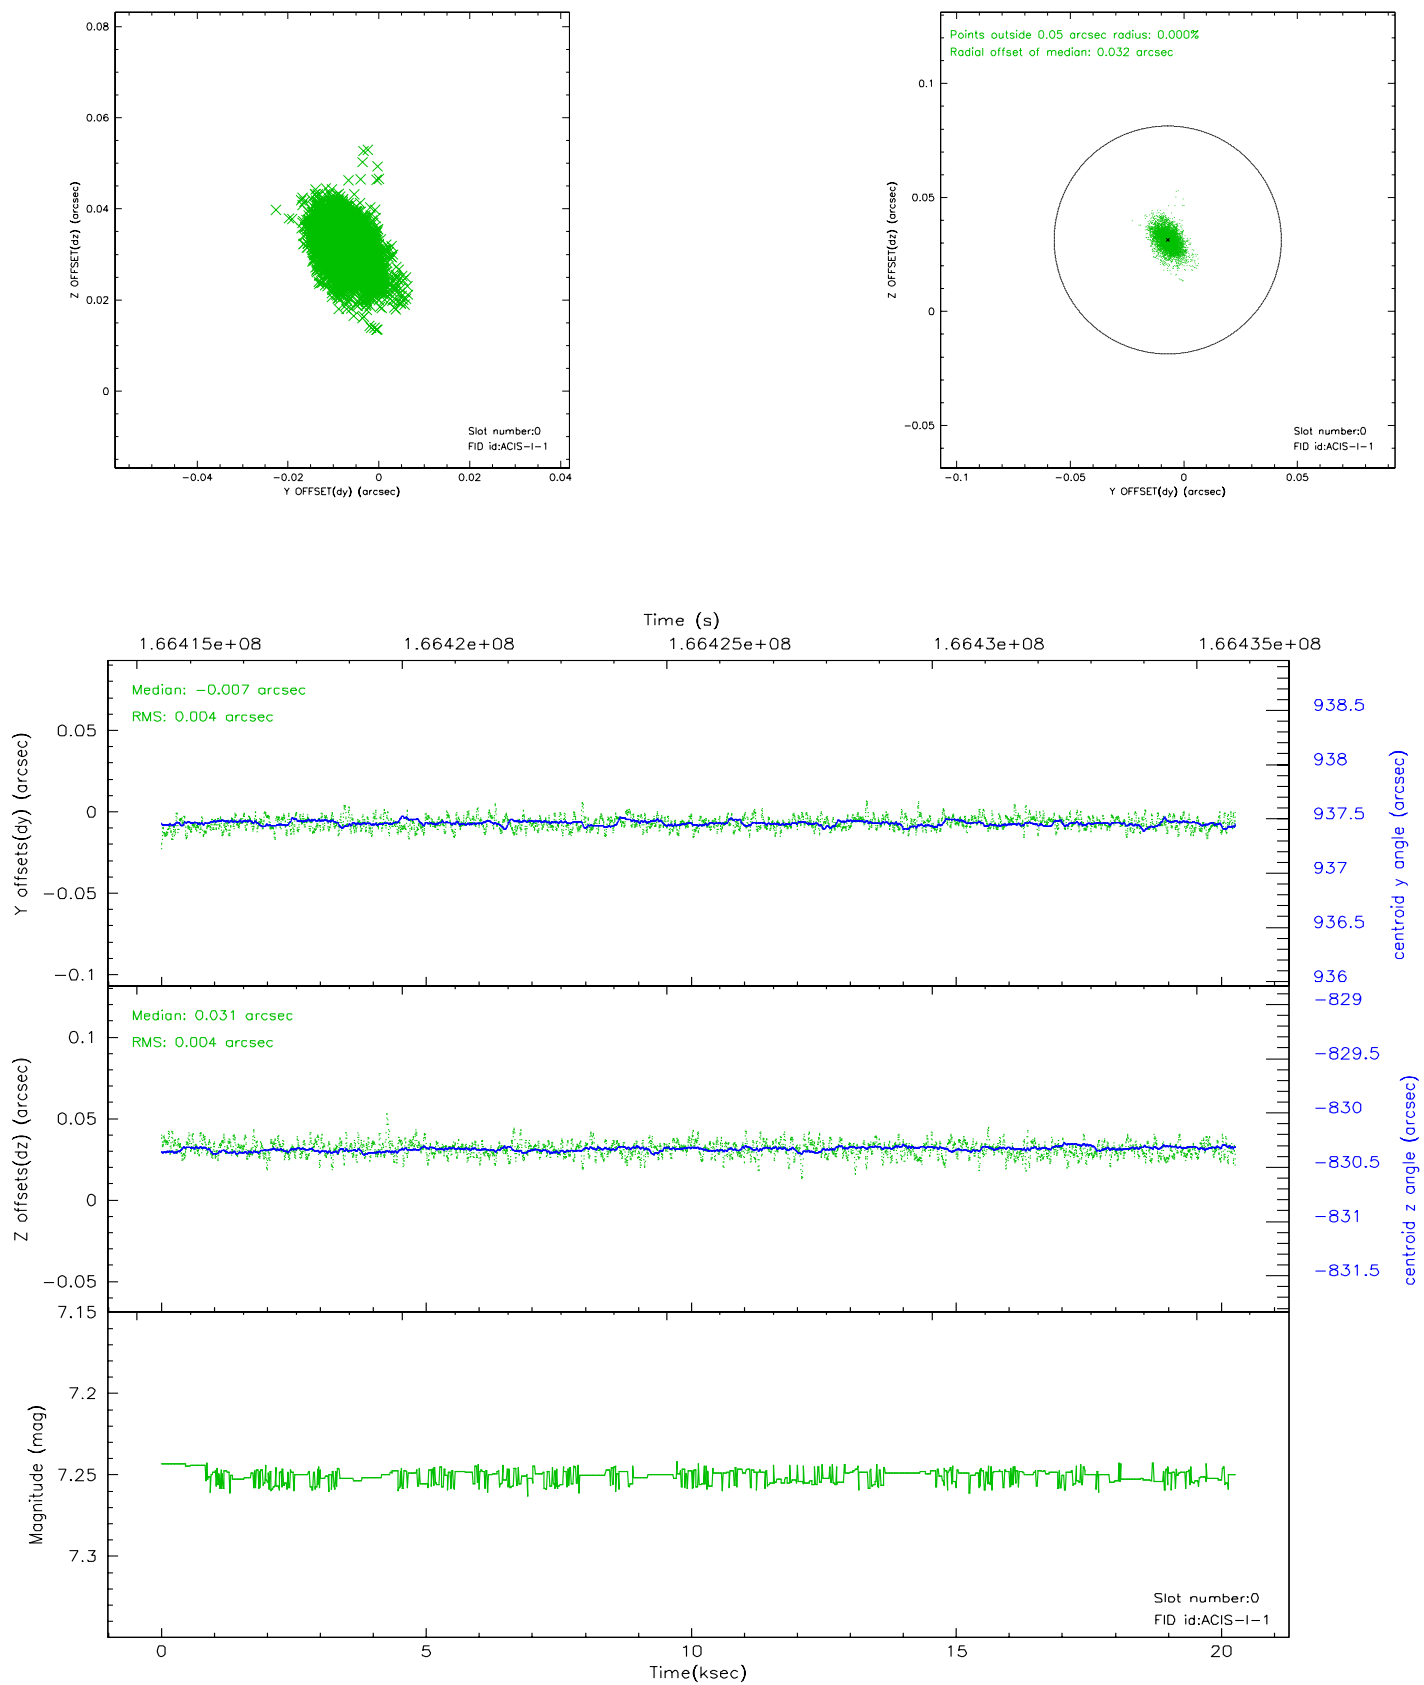 0.08
0.06
0.04
0.02
0
Z OFFSET(dz) (arcsec)
Slot number:0
FID id:ACIS-I-1
-0.04
-0.02
0
0.02
0.04
Y OFFSET(dy) (arcsec)
Points outside 0.05 arcsec radius: 0.000%
Radial offset of median: 0.032 arcsec
0.1
0.05
0
-0.05
Z OFFSET(dz) (arcsec)
Slot number:0
FID id:ACIS-I-1
-0.1
-0.05
0
0.05
Y OFFSET(dy) (arcsec)
Time (s)
1.66415e+08
1.6642e+08
1.66425e+08
1.6643e+08
1.66435e+08
Median: -0.007 arcsec
RMS: 0.004 arcsec
0.05
0
-0.05
-0.1
Y offsets(dy) (arcsec)
938.5
938
937.5
937
936.5
936
centroid y angle (arcsec)
Median: 0.031 arcsec
RMS: 0.004 arcsec
0.1
0.05
0
-0.05
Z offsets(dz) (arcsec)
-829
-829.5
-830
-830.5
-831
-831.5
centroid z angle (arcsec)
7.15
7.2
7.25
7.3
Magnitude (mag)
Slot number:0
FID id:ACIS-I-1
0
5
10
15
20
Time(ksec)